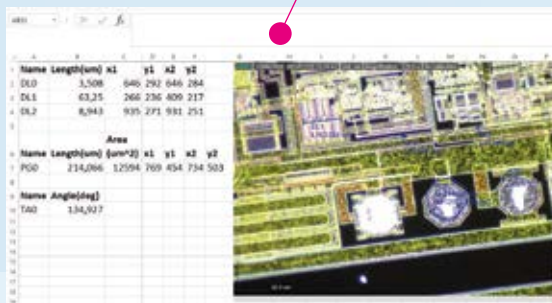 Name Length(um) x1 y1 x2 y2
DL0 3,508 646 292 646 284
DL1 63,25 266 236 409 217
DL2 8,943 935 271 931 251
Area
Name Length(um) (um^2) x1 y1 x2 y2
PG0 214,066 12594 769 454 734 503
Name Angle(deg)
TA0 134,927